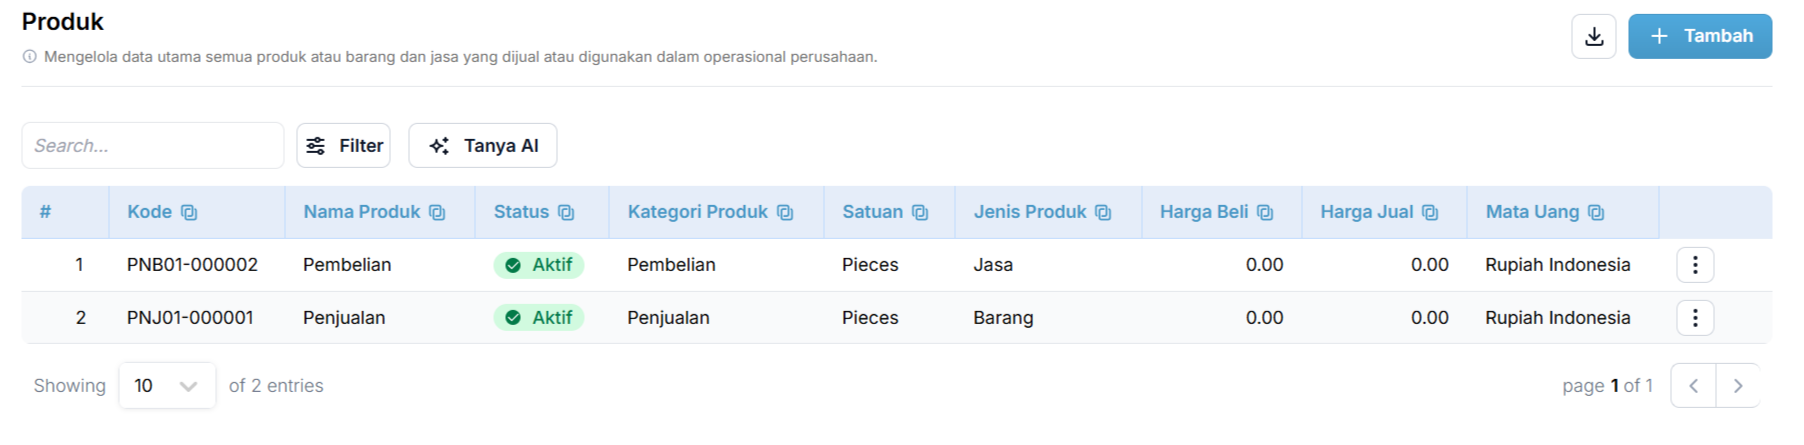 Produk
Mengelola data utama semua produk atau barang dan jasa yang dijual atau digunakan dalam operasional perusahaan.
Tambah
Search...
Filter
Tanya AI
# Kode Nama Produk Status Kategori Produk Satuan Jenis Produk Harga Beli Harga Jual Mata Uang
1 PNB01-000002 Pembelian Aktif Pembelian Pieces Jasa 0.00 0.00 Rupiah Indonesia
2 PNJ01-000001 Penjualan Aktif Penjualan Pieces Barang 0.00 0.00 Rupiah Indonesia
Showing 10 of 2 entries
page 1 of 1